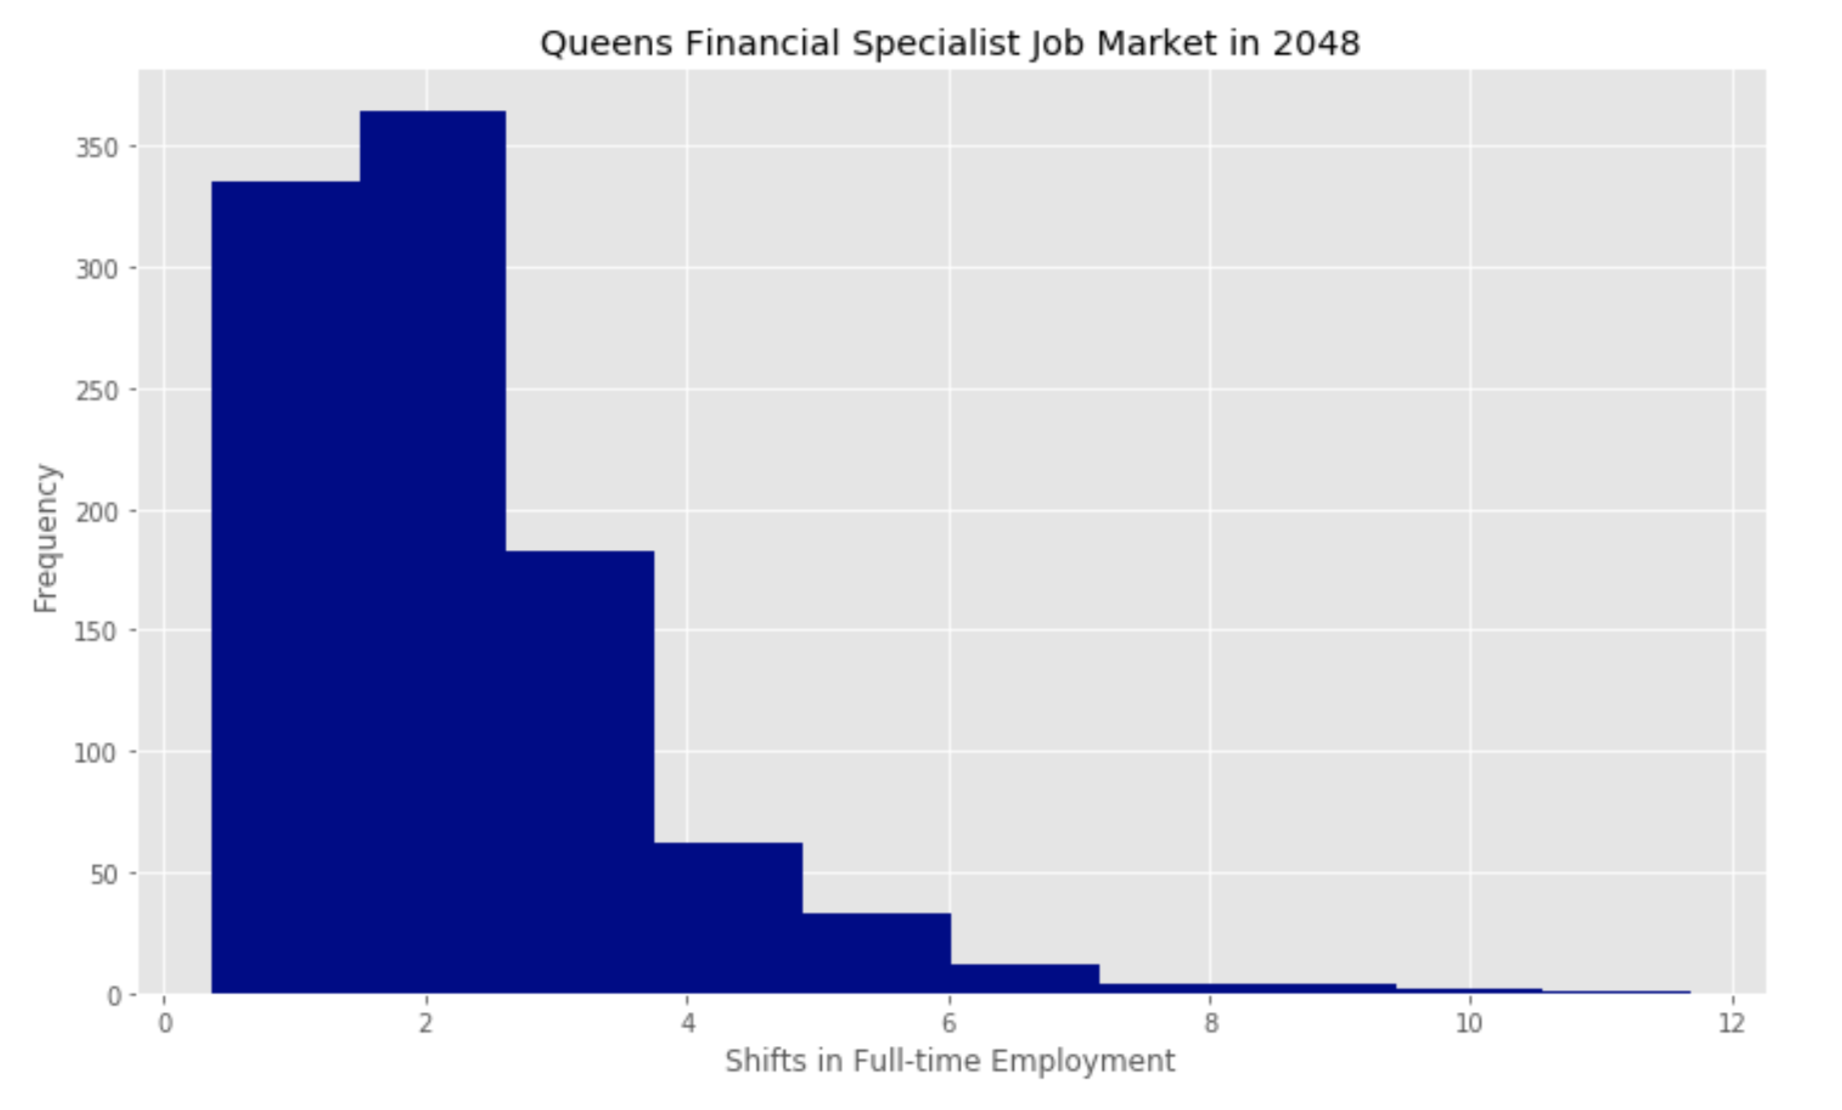 Queens Financial Specialist Job Market in 2048
350
300
250
200
150
100
50
0
Frequency
0 2 4 6 8 10 12
Shifts in Full-time Employment